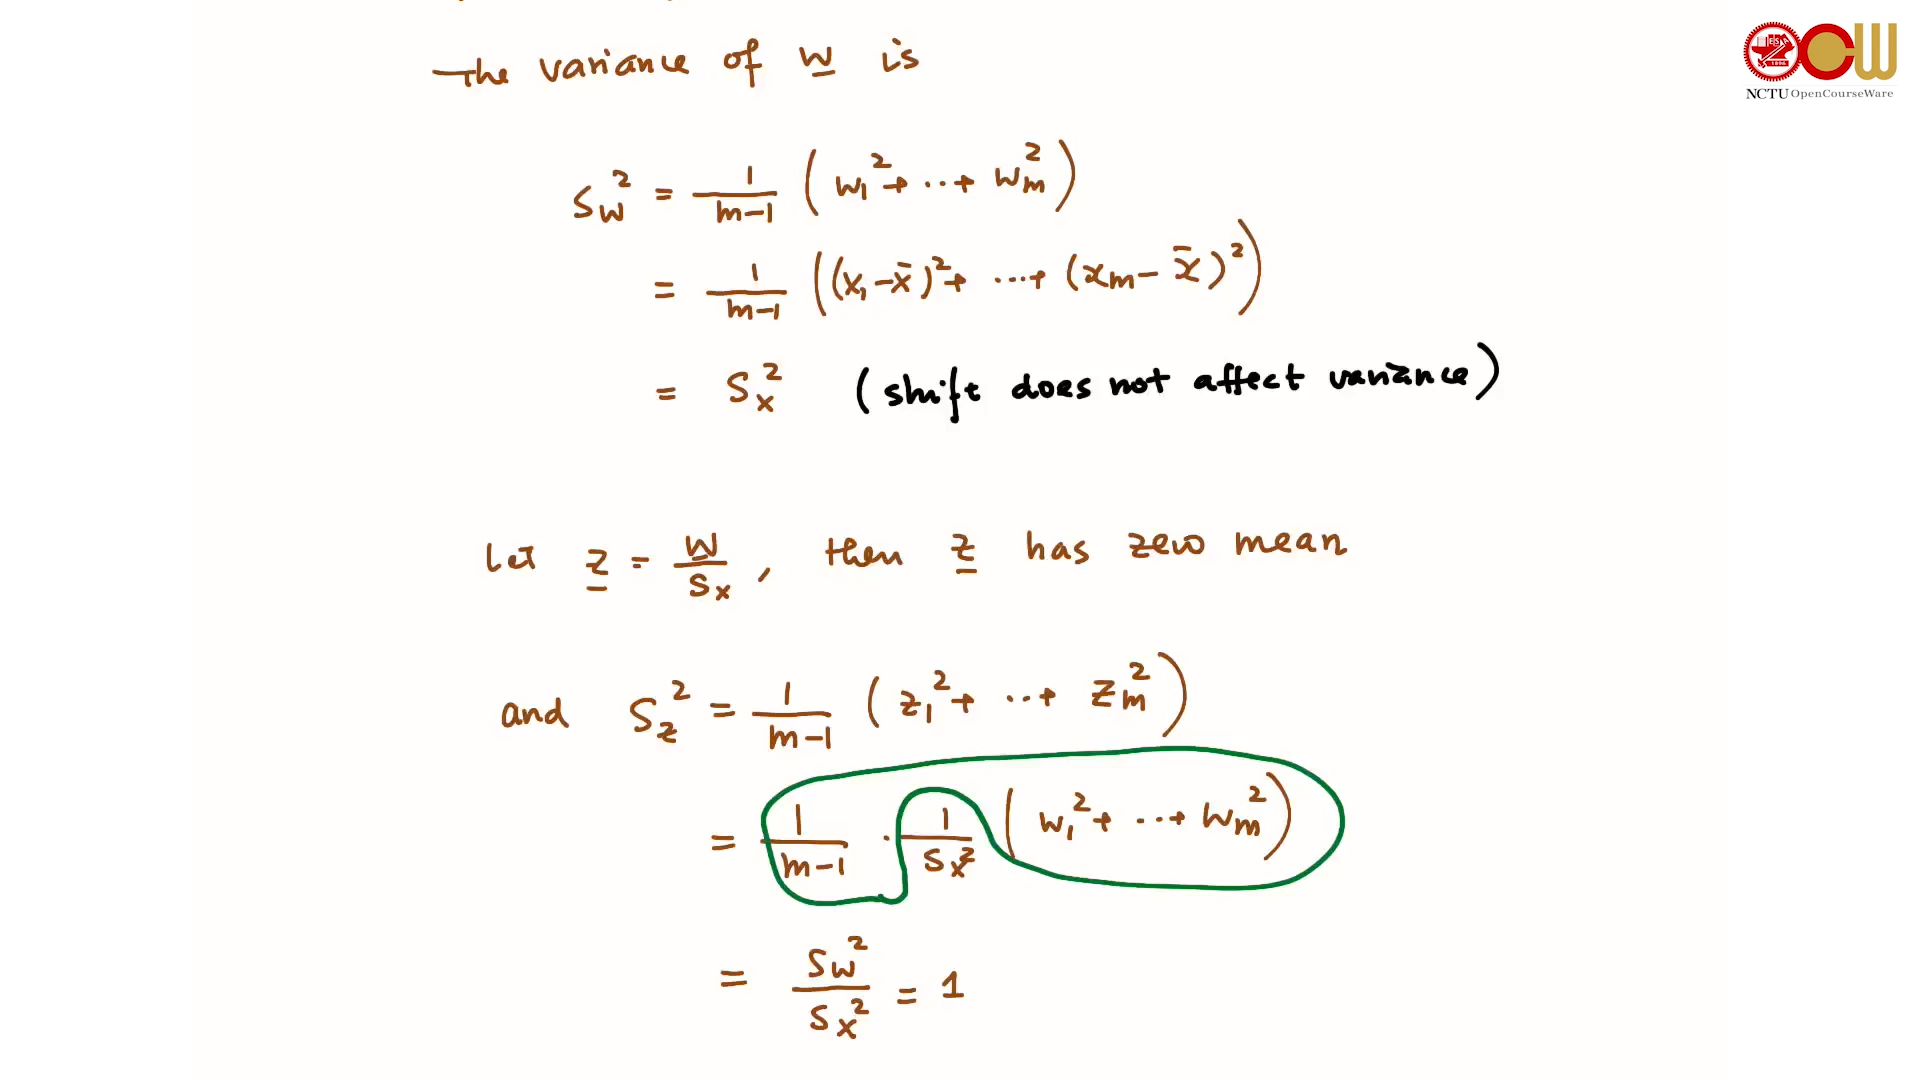 The variance of w is
NCTU OpenCourseWare
S_w^2 = 1/(m-1) (w_1^2 + ··+ w_m^2)
= 1/(m-1) ((x_1 - x̄)^2 + ···+ (x_m - x̄)^2)
= S_x^2 (shift does not affect variance)
Let z = w/S_x, then z has zero mean
and S_z^2 = 1/(m-1) (z_1^2 + ··+ z_m^2)
= 1/(m-1) · 1/S_x^2 (w_1^2 + ··+ w_m^2)
= S_w^2/S_x^2 = 1